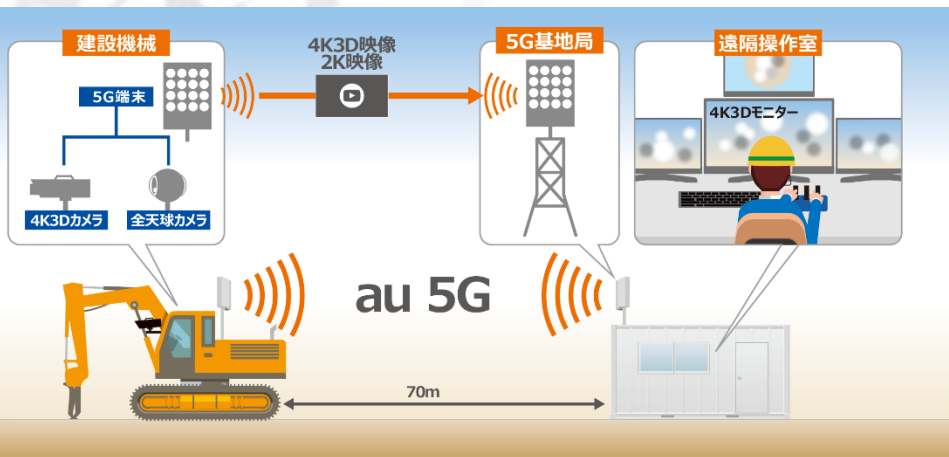 建設機械
5G端末
4K3Dカメラ
全天球カメラ
4K3D映像
2K映像
5G基地局
遠隔操作室
4K3Dモニター
au 5G
70m